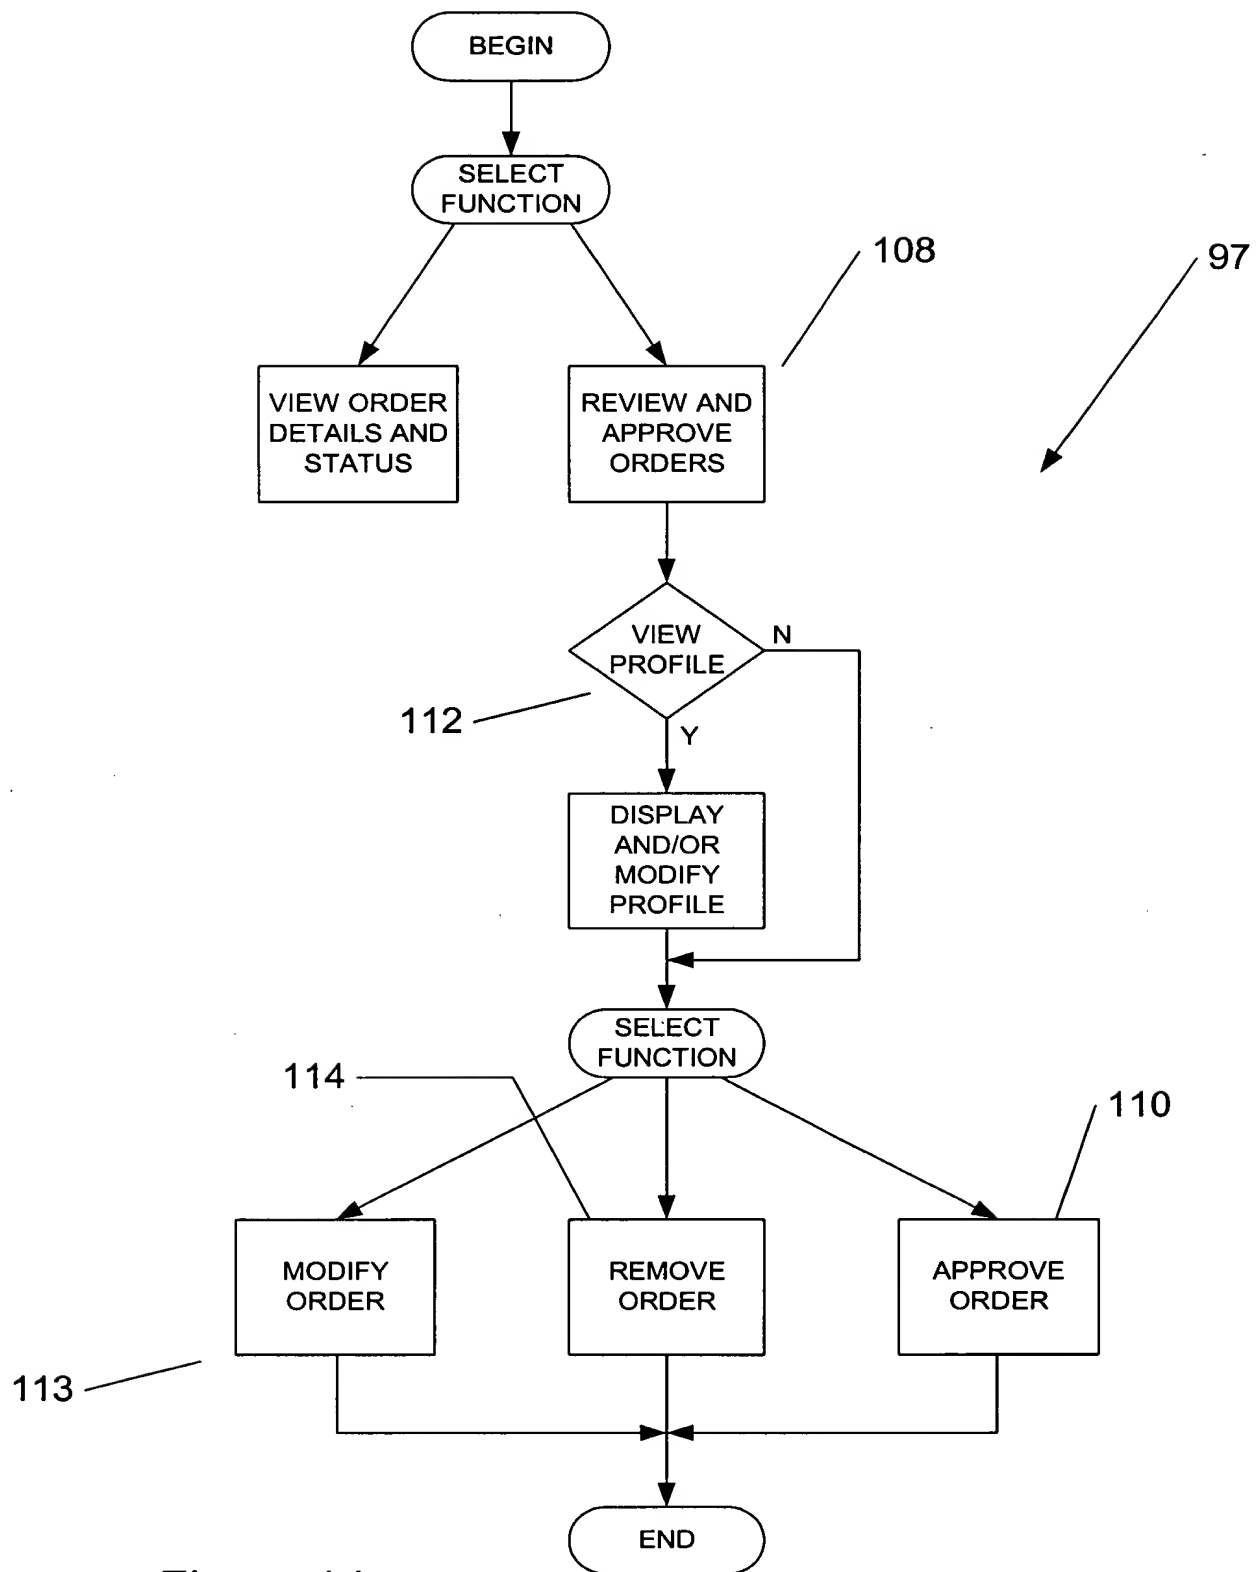 BEGIN
SELECT
FUNCTION
108
97
VIEW ORDER
DETAILS AND
STATUS
REVIEW AND
APPROVE
ORDERS
VIEW
PROFILE
N
112
Y
DISPLAY
AND/OR
MODIFY
PROFILE
SELECT
FUNCTION
114
110
MODIFY
ORDER
REMOVE
ORDER
APPROVE
ORDER
113
END